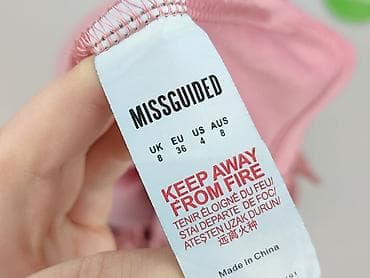 MISSGUIDED
UK EU US AUS
8 36 4 8
KEEP AWAY
FROM FIRE
TENIR ÉLOIGNÉ DU FEU/
STAI DEPARTE DE FOC/
ATEŞTEN UZAK DURUN/
远离火种
Made in China